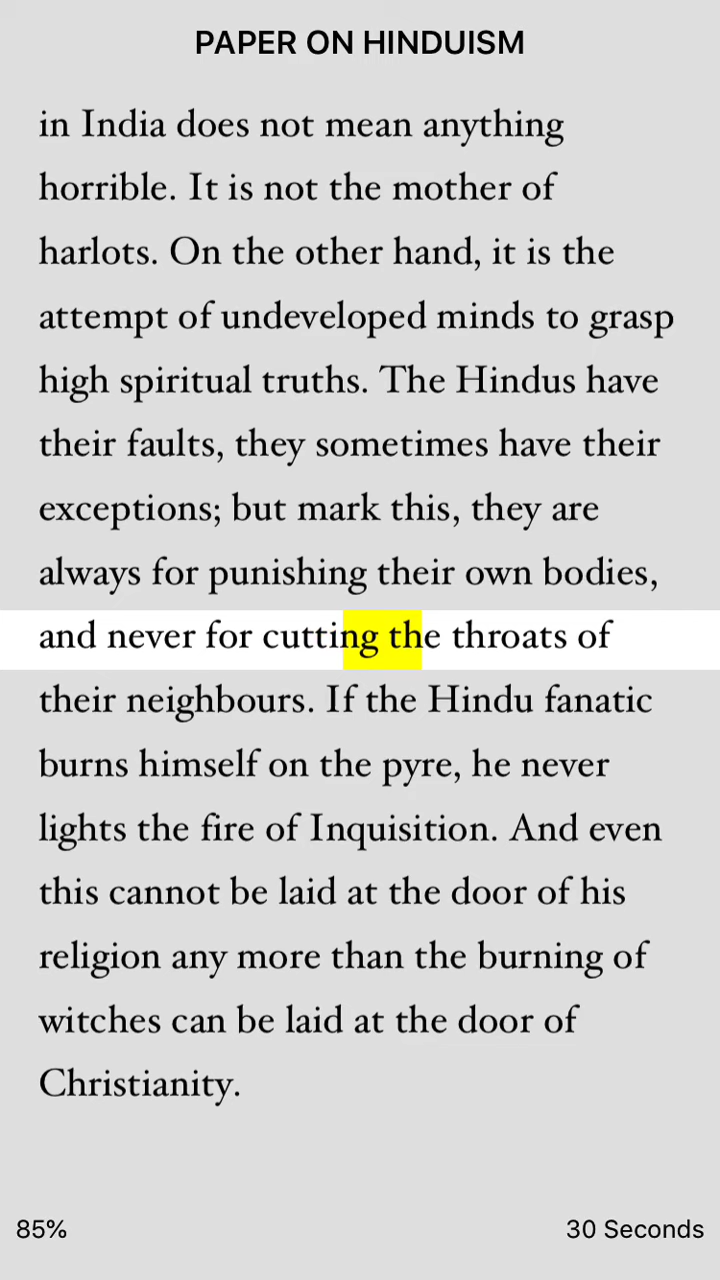 PAPER ON HINDUISM
in India does not mean anything
horrible. It is not the mother of
harlots. On the other hand, it is the
attempt of undeveloped minds to grasp
high spiritual truths. The Hindus have
their faults, they sometimes have their
exceptions; but mark this, they are
always for punishing their own bodies,
and never for cutting the throats of
their neighbours. If the Hindu fanatic
burns himself on the pyre, he never
lights the fire of Inquisition. And even
this cannot be laid at the door of his
religion any more than the burning of
witches can be laid at the door of
Christianity.
85%
30 Seconds